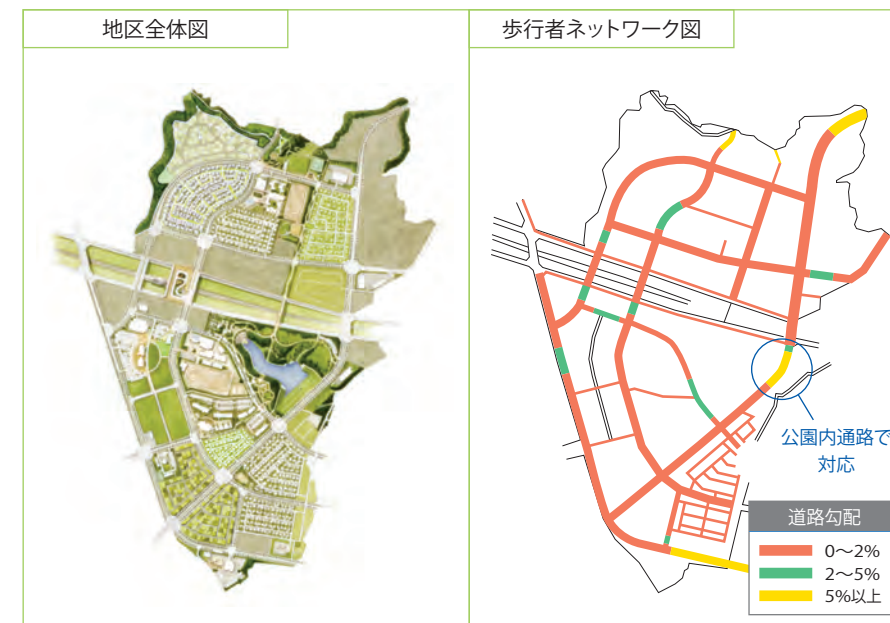 地区全体図
歩行者ネットワーク図
公園内通路で
対応
道路勾配
0〜2%
2〜5%
5%以上